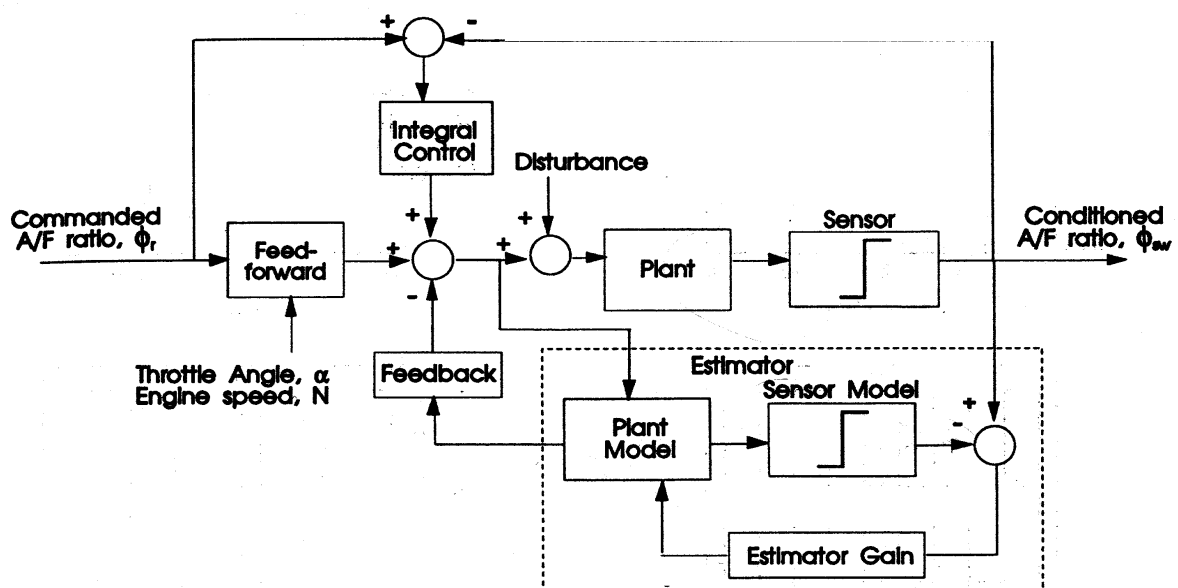 +
-
Integral
Control
Disturbance
Commanded
A/F ratio, ϕr
Feed-
forward
+
+
-
+
+
Plant
Sensor
Conditioned
A/F ratio, ϕsw
Throttle Angle, α
Engine speed, N
Feedback
Estimator
Plant
Model
Sensor Model
+
-
Estimator Gain